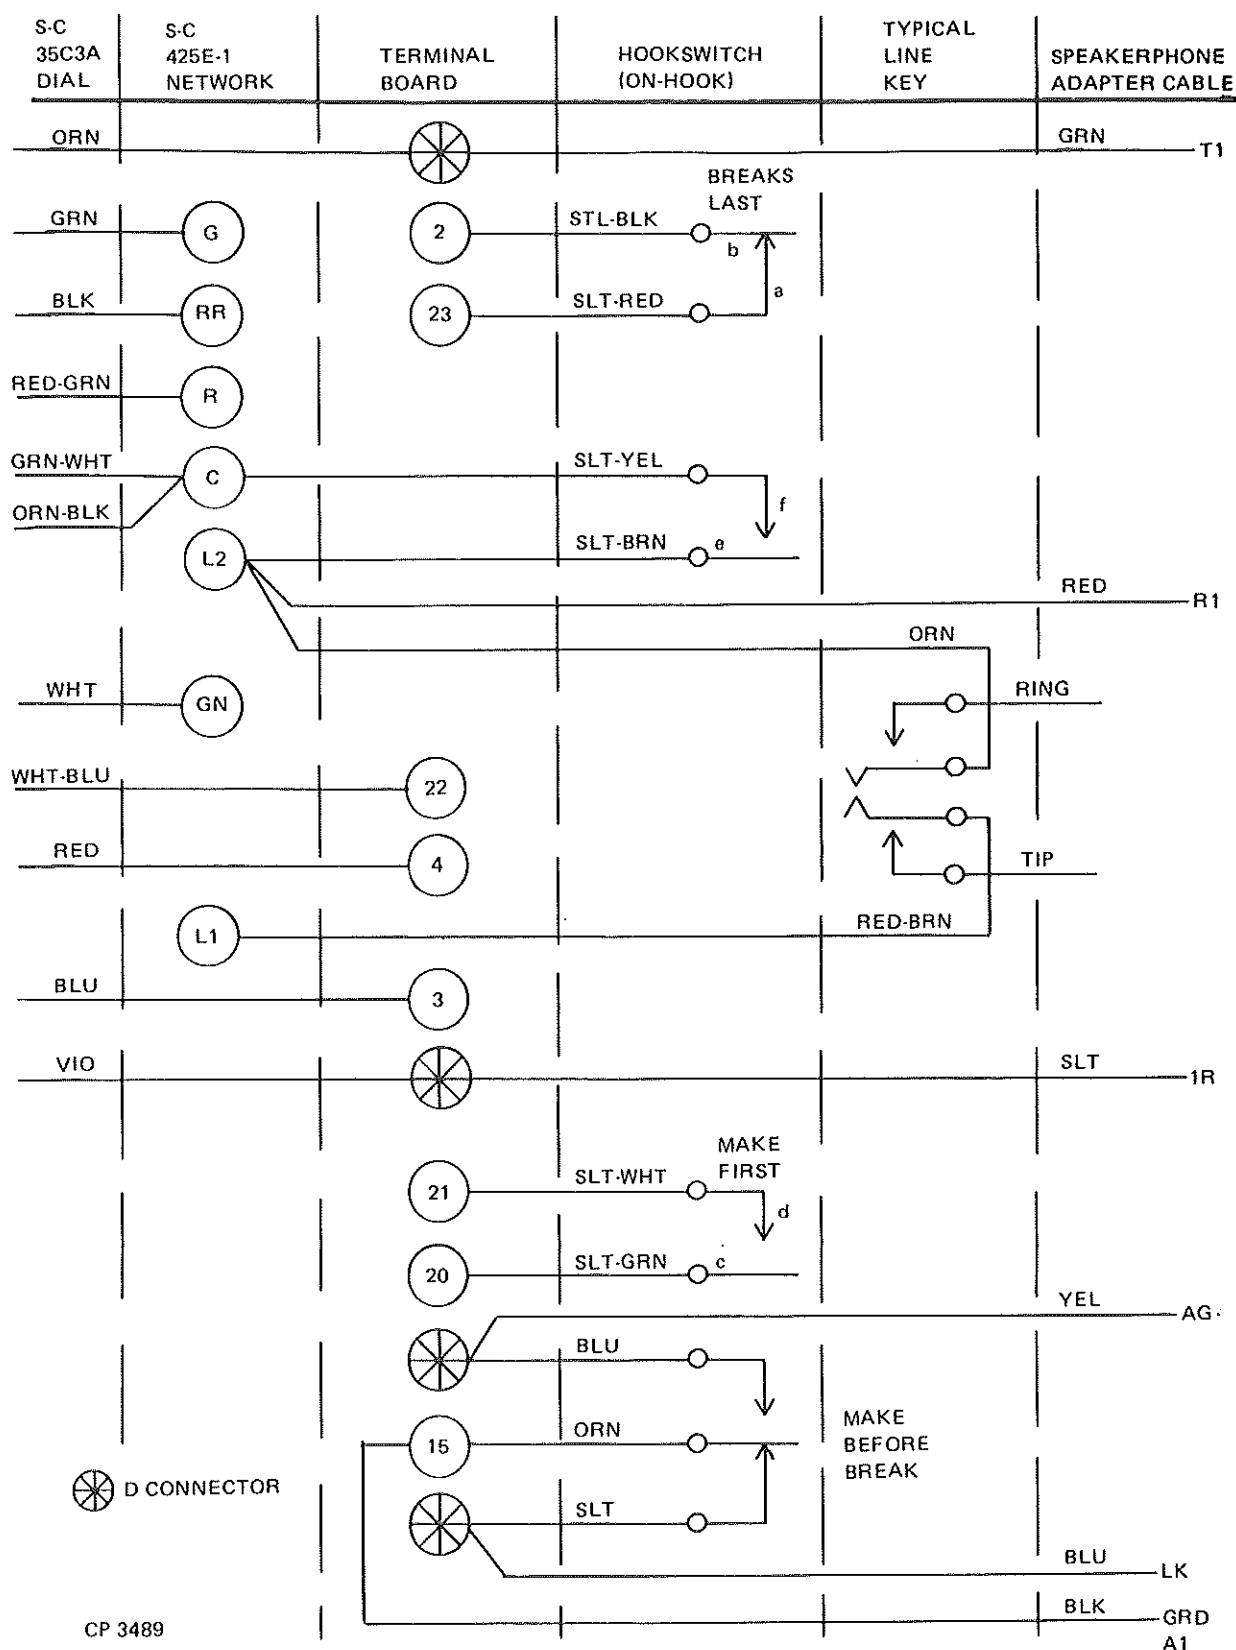 S-C
35C3A
DIAL
S-C
425E-1
NETWORK
TERMINAL
BOARD
HOOKSWITCH
(ON-HOOK)
TYPICAL
LINE
KEY
SPEAKERPHONE
ADAPTER CABLE
ORN
GRN
T1
BREAKS
LAST
GRN
G
2
STL-BLK
b
a
BLK
RR
23
SLT-RED
RED-GRN
R
GRN-WHT
C
SLT-YEL
f
ORN-BLK
L2
SLT-BRN
e
RED
R1
ORN
WHT
GN
RING
WHT-BLU
22
RED
4
TIP
L1
RED-BRN
BLU
3
VIO
SLT
1R
MAKE
FIRST
21
SLT-WHT
d
20
SLT-GRN
c
YEL
AG
BLU
15
ORN
MAKE
BEFORE
BREAK
D CONNECTOR
SLT
BLU
LK
BLK
GRD
A1
CP 3489